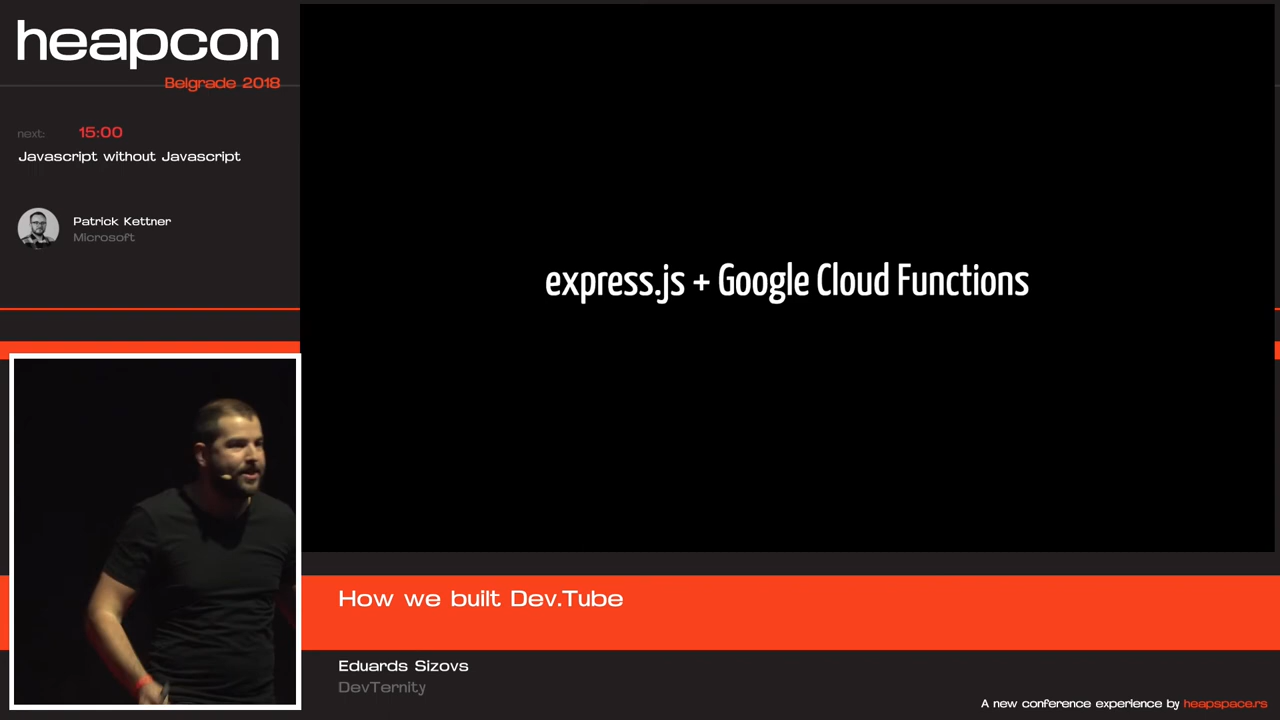 heapcon
Belgrade 2018
next: 15:00
Javascript without Javascript
Patrick Kettner
Microsoft
express.js + Google Cloud Functions
How we built Dev.Tube
Eduards Sizovs
DevTernity
A new conference experience by heapspace.rs